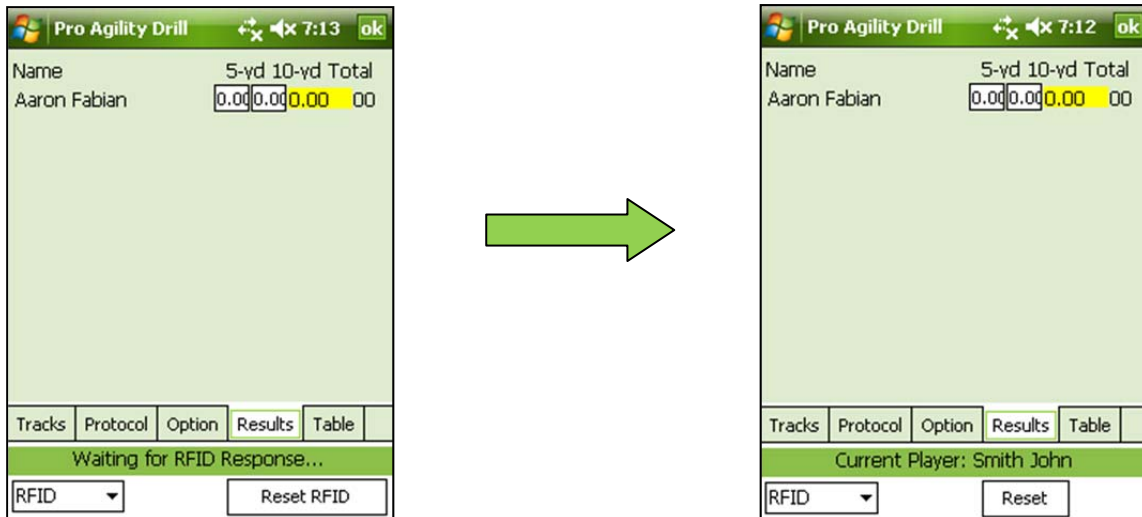 Pro Agility Drill 7:13 ok
Name 5-yd 10-yd Total
Aaron Fabian 0.00 0.00 0.00 00
Tracks Protocol Option Results Table
Waiting for RFID Response...
RFID Reset RFID
Pro Agility Drill 7:12 ok
Name 5-yd 10-yd Total
Aaron Fabian 0.00 0.00 0.00 00
Tracks Protocol Option Results Table
Current Player: Smith John
RFID Reset